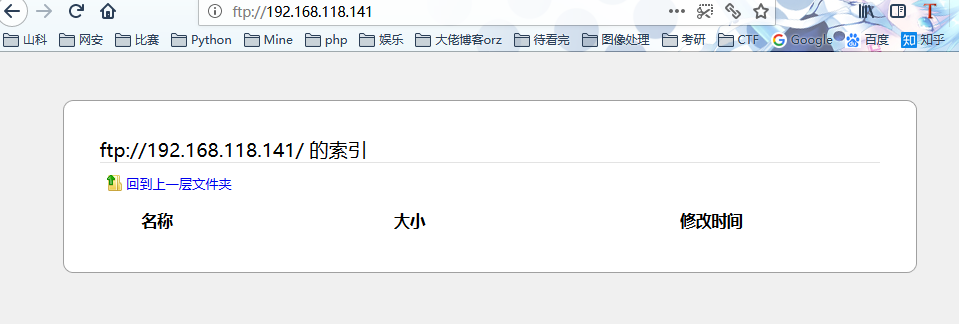 ftp://192.168.118.141
山科 网安 比赛 Python Mine php 娱乐 大佬博客orz 待看完 图像处理 考研 CTF Google 百度 知乎
ftp://192.168.118.141/ 的索引
回到上一层文件夹
名称 大小 修改时间